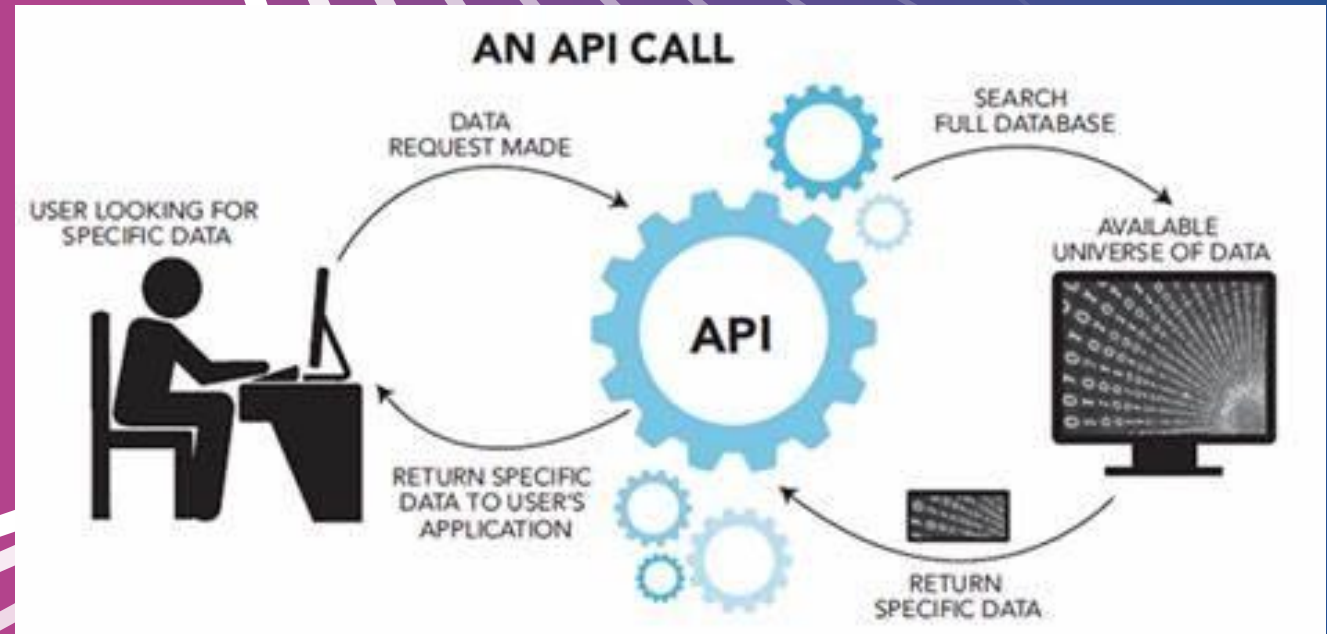 AN API CALL
DATA
REQUEST MADE
SEARCH
FULL DATABASE
USER LOOKING FOR
SPECIFIC DATA
AVAILABLE
UNIVERSE OF DATA
API
RETURN SPECIFIC
DATA TO USER'S
APPLICATION
RETURN
SPECIFIC DATA